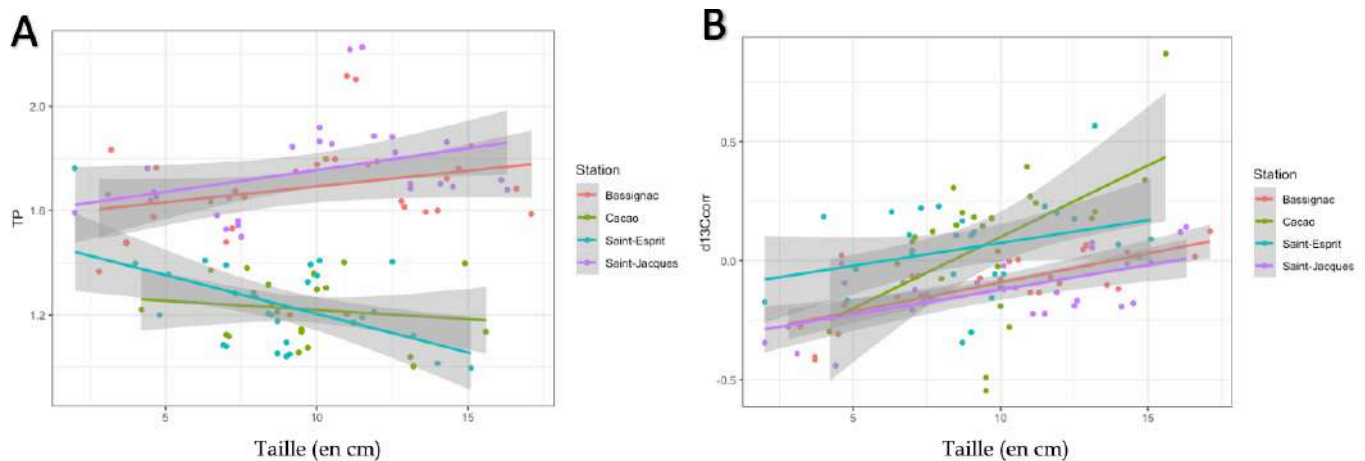 A
TP
2.0
1.6
1.2
5
10
15
Taille (en cm)
Station
Bassignac
Cacao
Saint-Esprit
Saint-Jacques
B
d13Ccorr
0.5
0.0
-0.5
5
10
15
Taille (en cm)
Station
Bassignac
Cacao
Saint-Esprit
Saint-Jacques